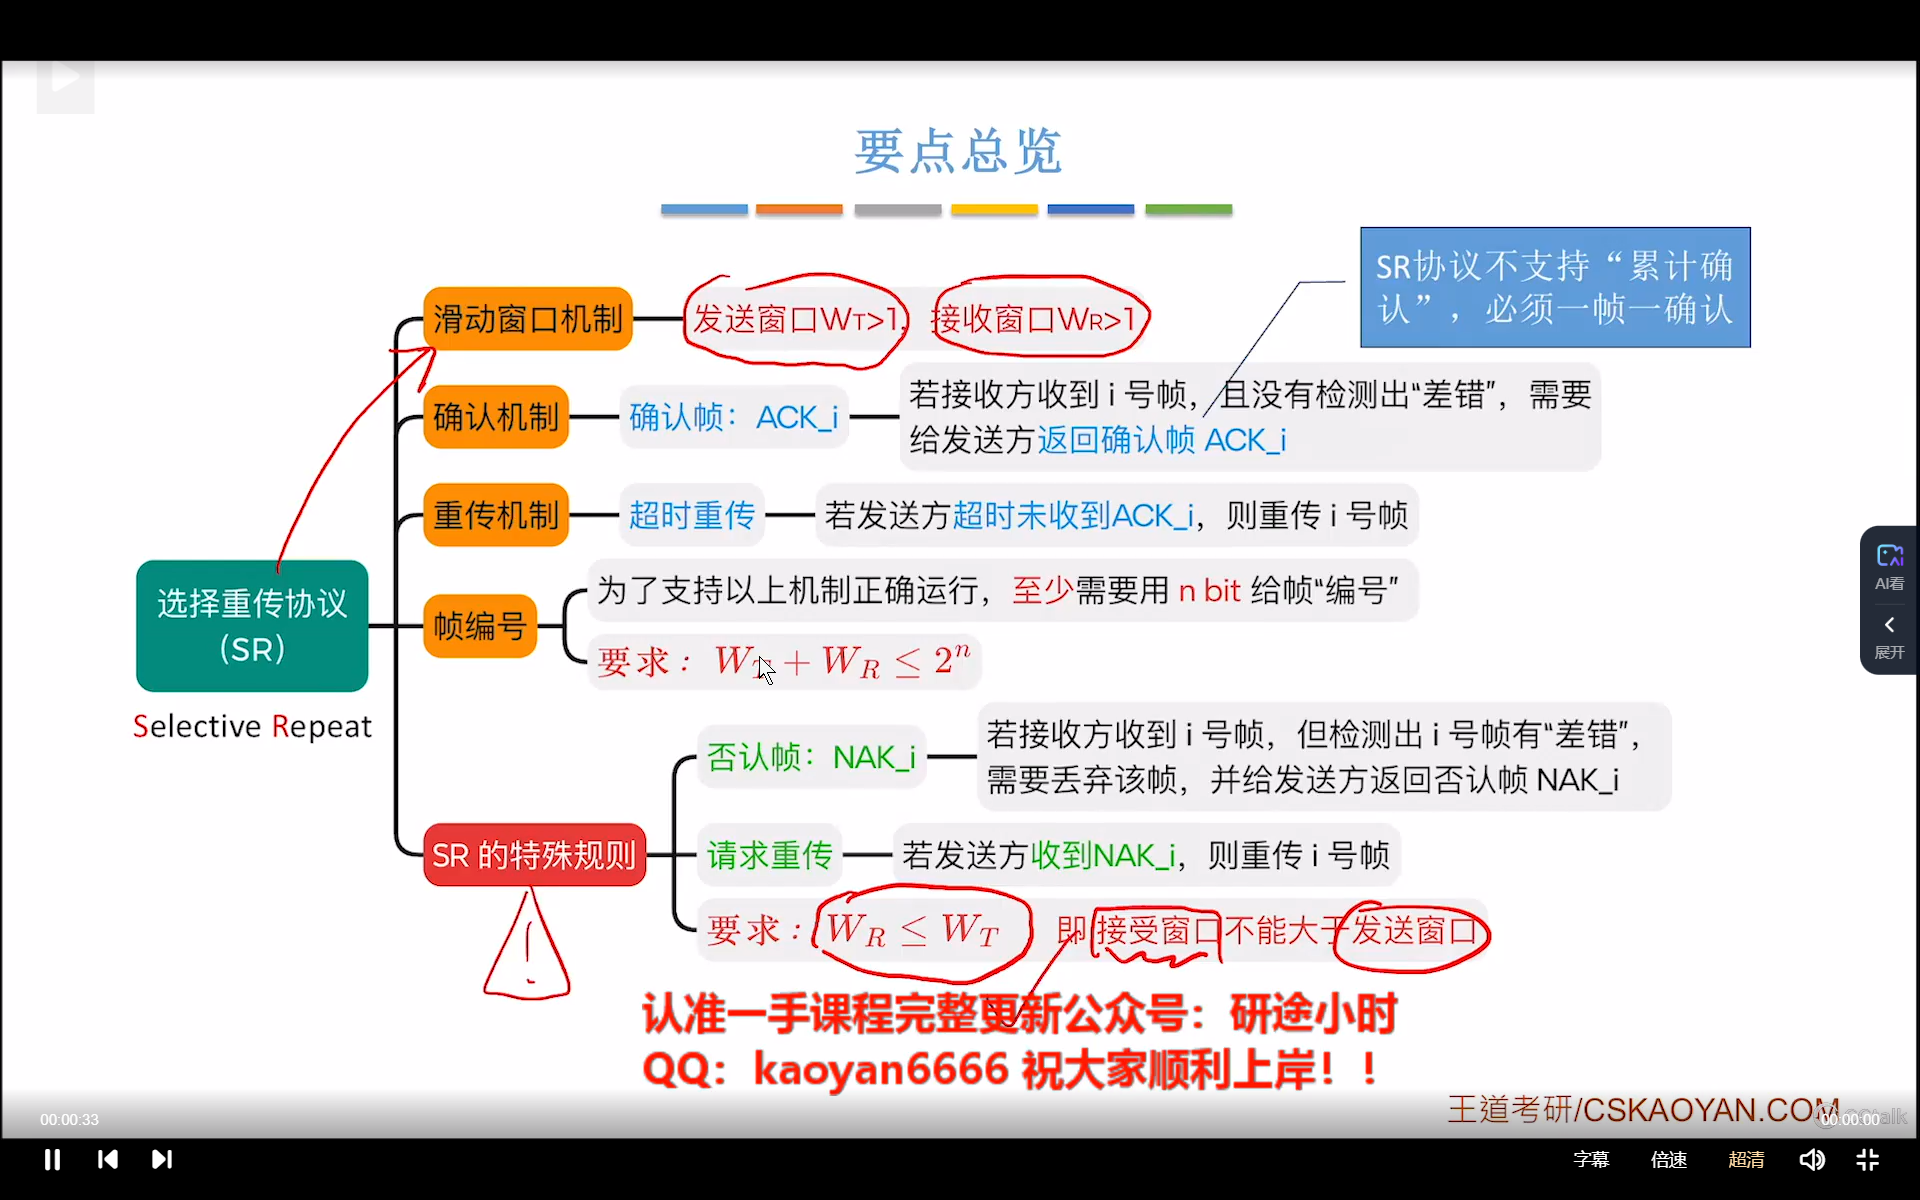 要点总览
SR协议不支持“累计确
认”，必须一帧一确认
滑动窗口机制
发送窗口WT>1，接收窗口WR>1
确认机制
确认帧：ACK_i
若接收方收到 i 号帧，且没有检测出“差错”，需要
给发送方返回确认帧 ACK_i
重传机制
超时重传
若发送方超时未收到ACK_i，则重传 i 号帧
选择重传协议
（SR）
Selective Repeat
帧编号
为了支持以上机制正确运行，至少需要用 n bit 给帧“编号”
要求：W_T + W_R ≤ 2^n
SR 的特殊规则
否认帧：NAK_i
若接收方收到 i 号帧，但检测出 i 号帧有“差错”，
需要丢弃该帧，并给发送方返回否认帧 NAK_i
请求重传
若发送方收到NAK_i，则重传 i 号帧
要求：W_R ≤ W_T 即接受窗口不能大于发送窗口
!
认准一手课程完整更新公众号：研途小时
QQ：kaoyan6666 祝大家顺利上岸！！
王道考研/CSKAOYAN.COM
AI看
展开
00:00:33
00:00:00
字幕
倍速
超清